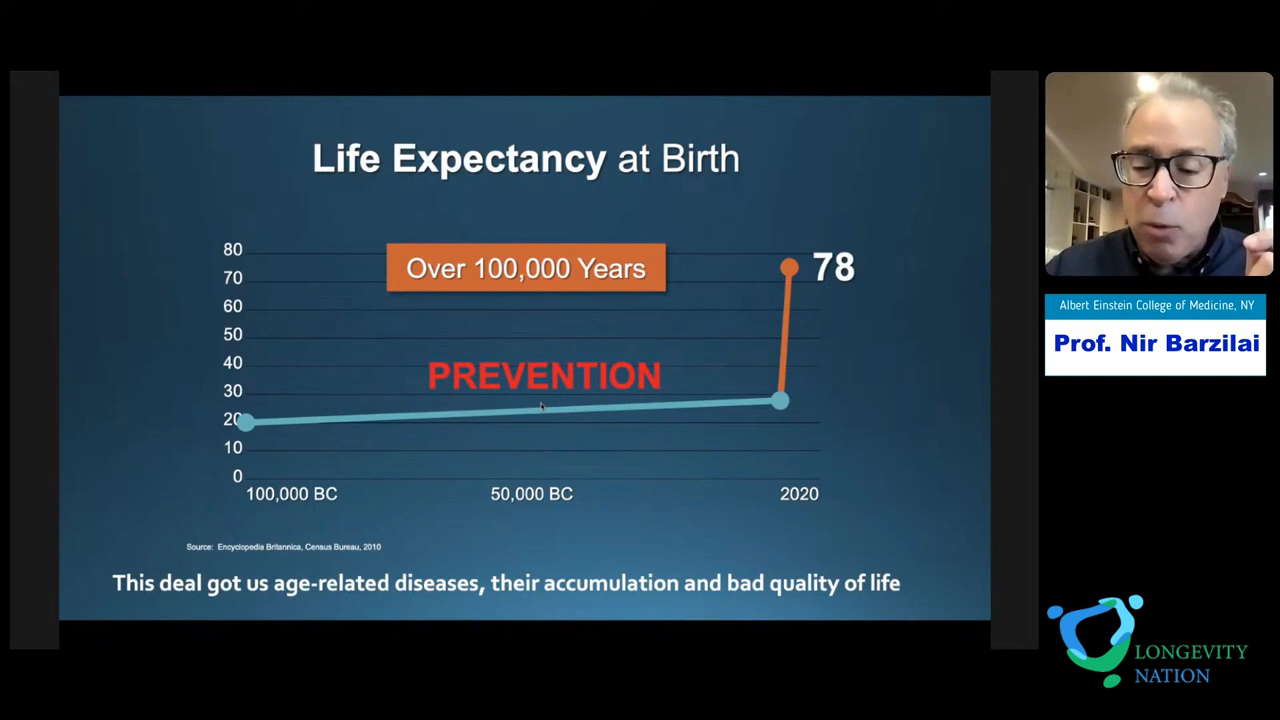 Life Expectancy at Birth
80
Over 100,000 Years
78
70
60
50
40
PREVENTION
30
20
10
0
100,000 BC
50,000 BC
2020
Source: Encyclopedia Britannica, Census Bureau, 2010
This deal got us age-related diseases, their accumulation and bad quality of life
Albert Einstein College of Medicine, NY
Prof. Nir Barzilai
LONGEVITY
NATION